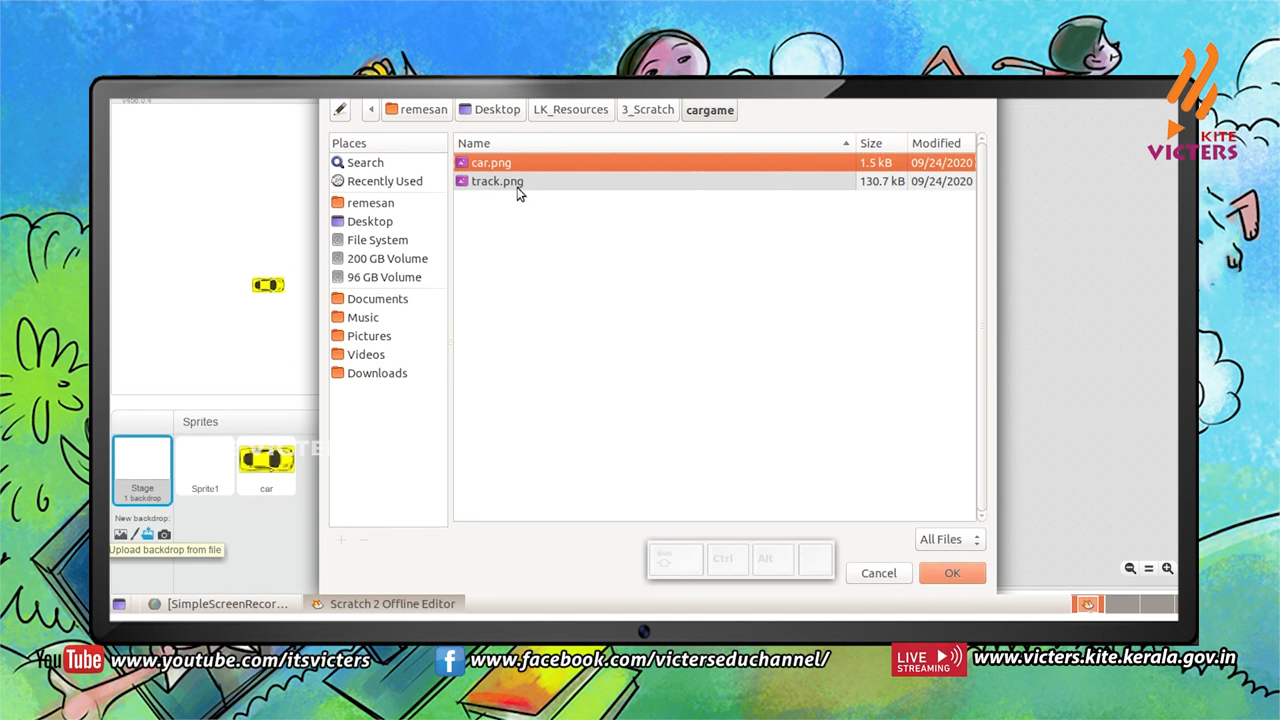 v456.0.4
remesan Desktop LK_Resources 3_Scratch cargame
KITE
VICTERS
Places
Search
Recently Used
remesan
Desktop
File System
200 GB Volume
96 GB Volume
Documents
Music
Pictures
Videos
Downloads
Name Size Modified
car.png 1.5 kB 09/24/2020
track.png 130.7 kB 09/24/2020
Sprites
Stage
1 backdrop
Sprite1
car
New backdrop:
Upload backdrop from file
All Files
Ctrl Alt
Cancel OK
[SimpleScreenRecor... Scratch 2 Offline Editor
YouTube www.youtube.com/itsvicters
f www.facebook.com/victerseduchannel/
LIVE
STREAMING
www.victers.kite.kerala.gov.in